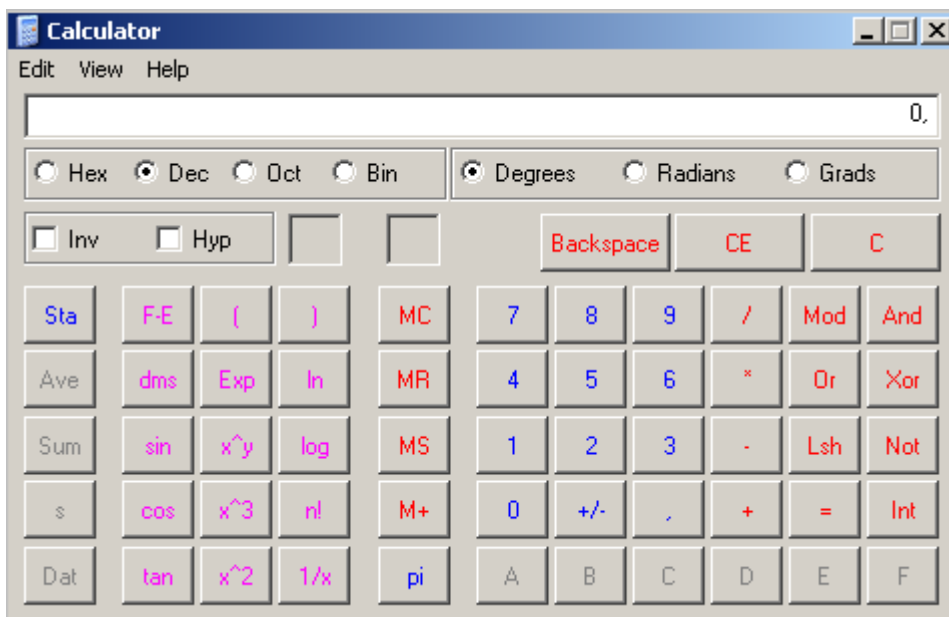 Calculator
Edit View Help
0,
Hex Dec Oct Bin Degrees Radians Grads
Inv Hyp Backspace CE C
Sta F-E ( ) MC 7 8 9 / Mod And
Ave dms Exp ln MR 4 5 6 * Or Xor
Sum sin x^y log MS 1 2 3 - Lsh Not
s cos x^3 n! M+ 0 +/- , + = Int
Dat tan x^2 1/x pi A B C D E F